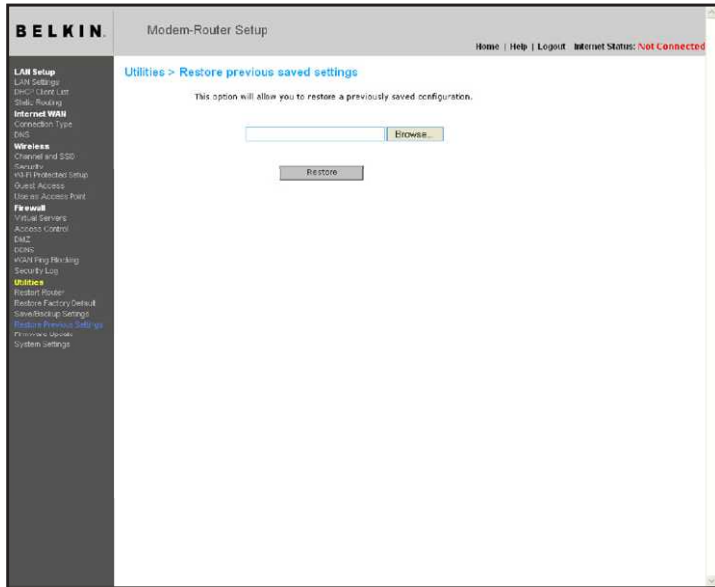 BELKIN.
Modem-Router Setup
Home | Help | Logout Internet Status: Not Connected
LAN Setup
LAN Settings
DHCP Client List
Static Routing
Internet WAN
Connection Type
DNS
Wireless
Channel and SSID
Security
Wi-Fi Protected Setup
Guest Access
Use as Access Point
Firewall
Virtual Servers
Access Control
DMZ
DDNS
WAN Ping Blocking
Security Log
Utilities
Restart Router
Restore Factory Default
Save/Backup Settings
Restore Previous Settings
Firmware Update
System Settings
Utilities > Restore previous saved settings
This option will allow you to restore a previously saved configuration.
Browse...
Restore